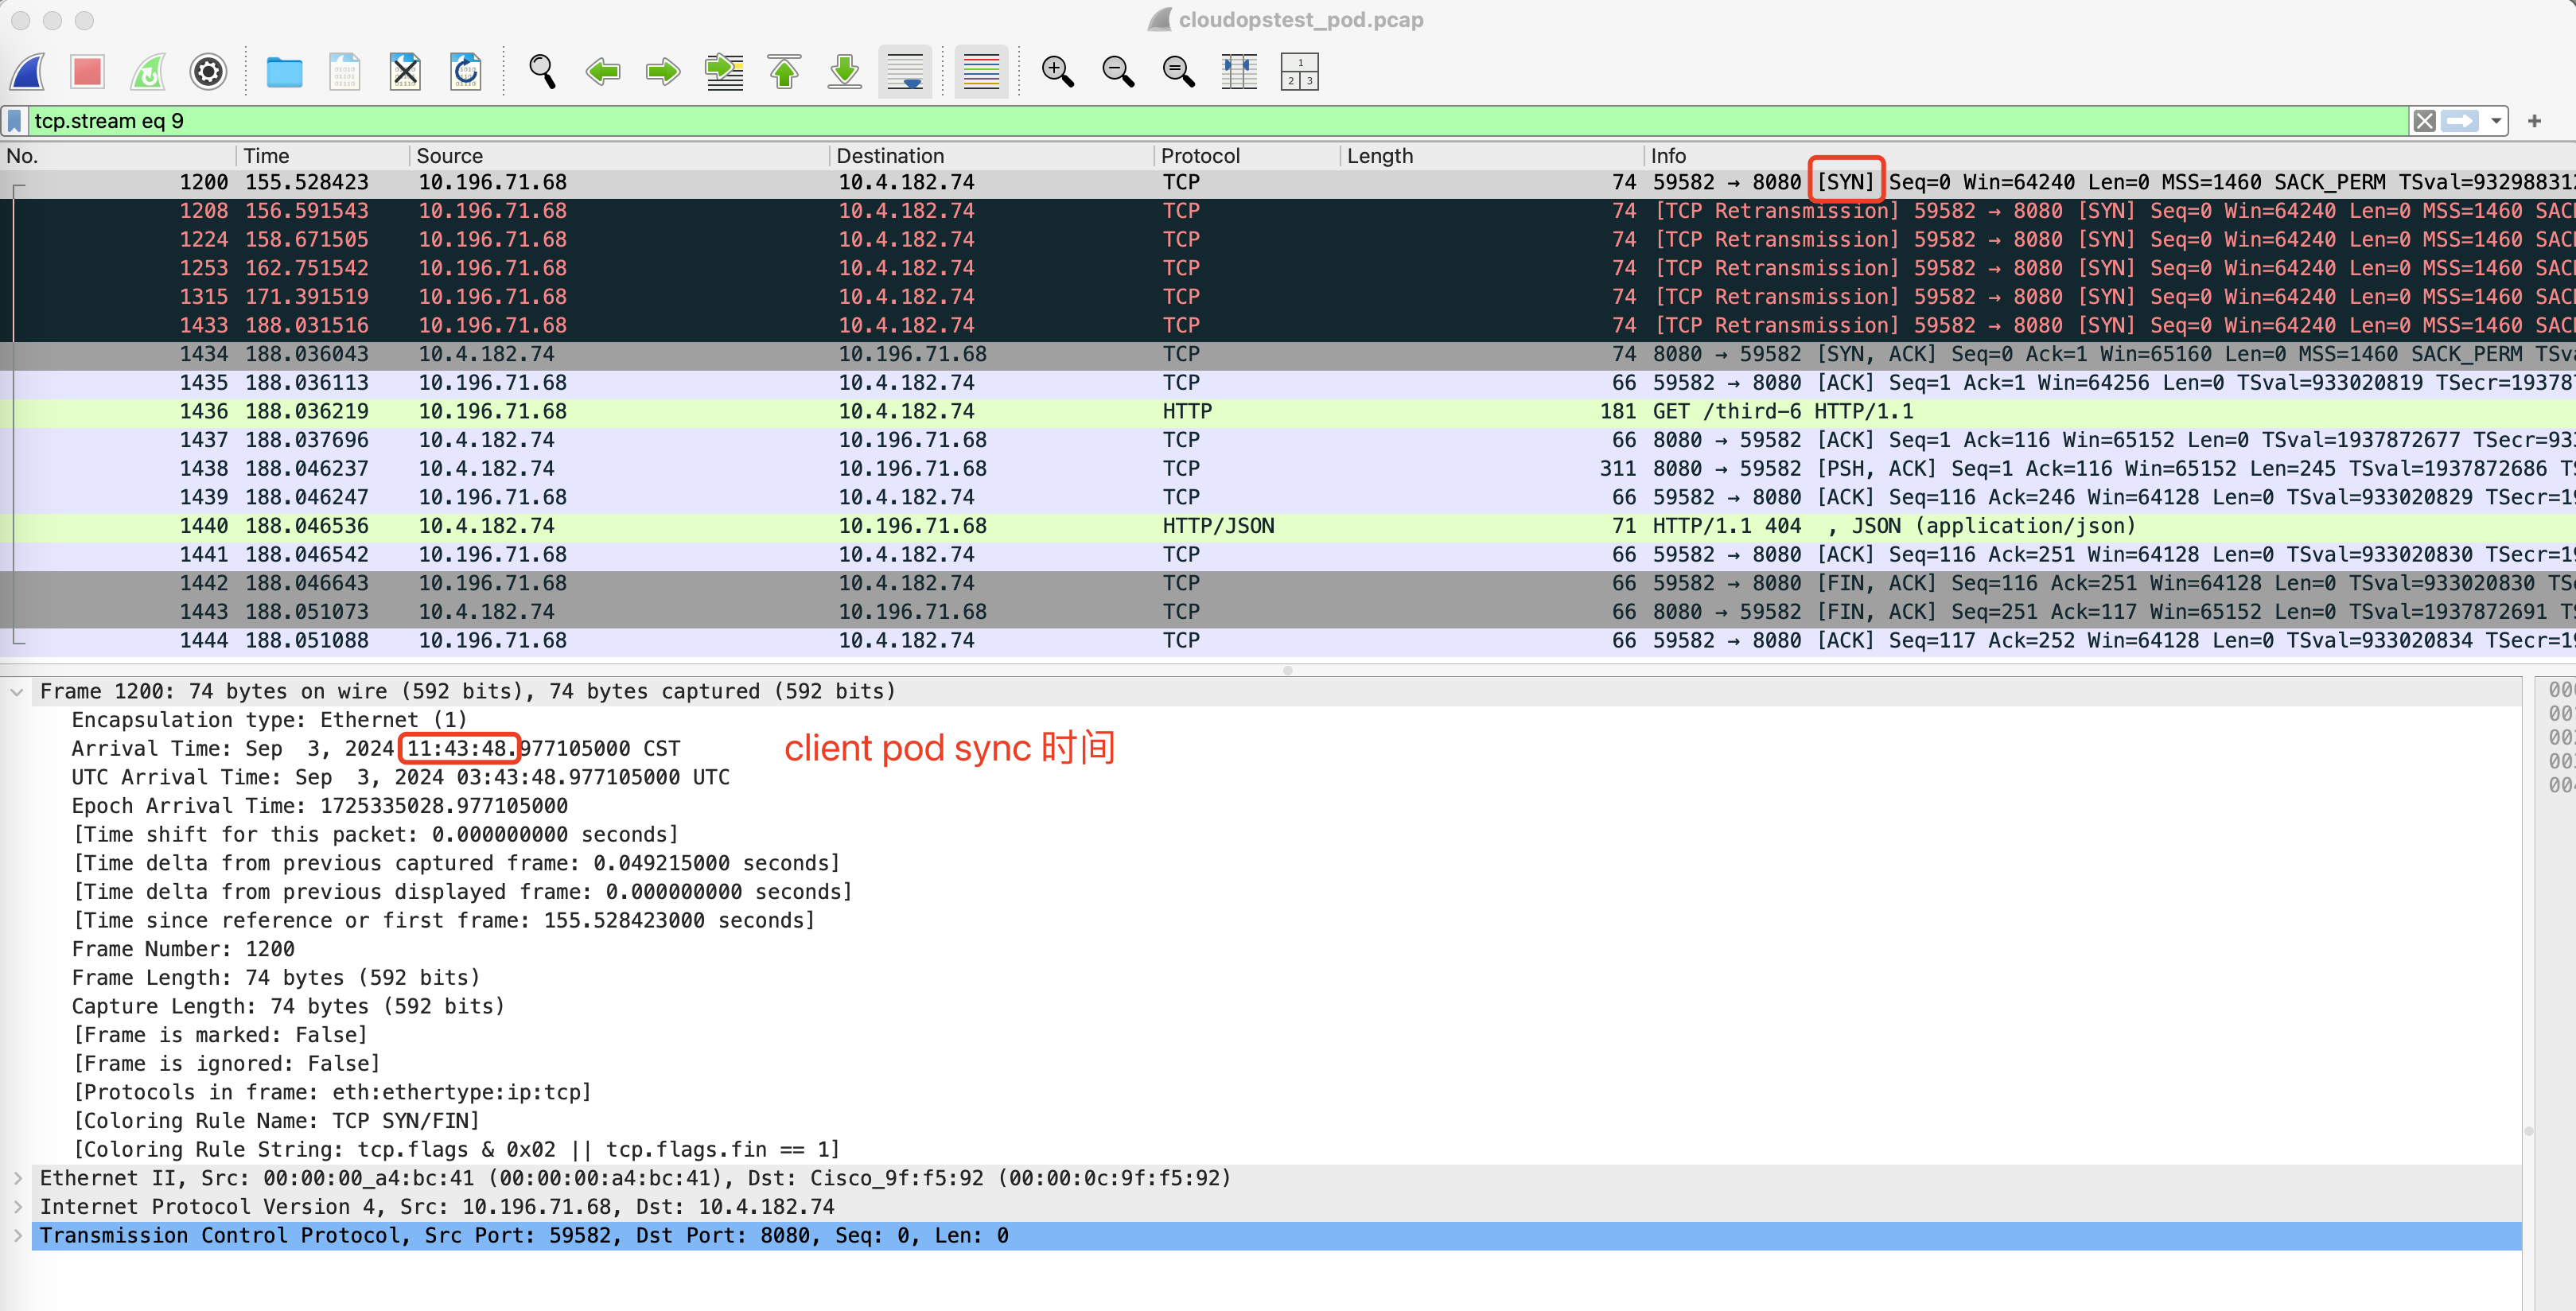 cloudopstest_pod.pcap
tcp.stream eq 9
No. Time Source Destination Protocol Length Info
1200 155.528423 10.196.71.68 10.4.182.74 TCP 74 59582 → 8080 [SYN] Seq=0 Win=64240 Len=0 MSS=1460 SACK_PERM TSval=93298831
1208 156.591543 10.196.71.68 10.4.182.74 TCP 74 [TCP Retransmission] 59582 → 8080 [SYN] Seq=0 Win=64240 Len=0 MSS=1460 SAC
1224 158.671505 10.196.71.68 10.4.182.74 TCP 74 [TCP Retransmission] 59582 → 8080 [SYN] Seq=0 Win=64240 Len=0 MSS=1460 SAC
1253 162.751542 10.196.71.68 10.4.182.74 TCP 74 [TCP Retransmission] 59582 → 8080 [SYN] Seq=0 Win=64240 Len=0 MSS=1460 SAC
1315 171.391519 10.196.71.68 10.4.182.74 TCP 74 [TCP Retransmission] 59582 → 8080 [SYN] Seq=0 Win=64240 Len=0 MSS=1460 SAC
1433 188.031516 10.196.71.68 10.4.182.74 TCP 74 [TCP Retransmission] 59582 → 8080 [SYN] Seq=0 Win=64240 Len=0 MSS=1460 SAC
1434 188.036043 10.4.182.74 10.196.71.68 TCP 74 8080 → 59582 [SYN, ACK] Seq=0 Ack=1 Win=65160 Len=0 MSS=1460 SACK_PERM TSv
1435 188.036113 10.196.71.68 10.4.182.74 TCP 66 59582 → 8080 [ACK] Seq=1 Ack=1 Win=64256 Len=0 TSval=933020819 TSecr=19378
1436 188.036219 10.196.71.68 10.4.182.74 HTTP 181 GET /third-6 HTTP/1.1
1437 188.037696 10.4.182.74 10.196.71.68 TCP 66 8080 → 59582 [ACK] Seq=1 Ack=116 Win=65152 Len=0 TSval=1937872677 TSecr=93
1438 188.046237 10.4.182.74 10.196.71.68 TCP 311 8080 → 59582 [PSH, ACK] Seq=1 Ack=116 Win=65152 Len=245 TSval=1937872686 T
1439 188.046247 10.196.71.68 10.4.182.74 TCP 66 59582 → 8080 [ACK] Seq=116 Ack=246 Win=64128 Len=0 TSval=933020829 TSecr=1
1440 188.046536 10.4.182.74 10.196.71.68 HTTP/JSON 71 HTTP/1.1 404 , JSON (application/json)
1441 188.046542 10.196.71.68 10.4.182.74 TCP 66 59582 → 8080 [ACK] Seq=116 Ack=251 Win=64128 Len=0 TSval=933020830 TSecr=1
1442 188.046643 10.196.71.68 10.4.182.74 TCP 66 59582 → 8080 [FIN, ACK] Seq=116 Ack=251 Win=64128 Len=0 TSval=933020830 TS
1443 188.051073 10.4.182.74 10.196.71.68 TCP 66 8080 → 59582 [FIN, ACK] Seq=251 Ack=117 Win=65152 Len=0 TSval=1937872691 T
1444 188.051088 10.196.71.68 10.4.182.74 TCP 66 59582 → 8080 [ACK] Seq=117 Ack=252 Win=64128 Len=0 TSval=933020834 TSecr=1
Frame 1200: 74 bytes on wire (592 bits), 74 bytes captured (592 bits)
Encapsulation type: Ethernet (1)
Arrival Time: Sep  3, 2024 11:43:48.977105000 CST
client pod sync 时间
UTC Arrival Time: Sep  3, 2024 03:43:48.977105000 UTC
Epoch Arrival Time: 1725335028.977105000
[Time shift for this packet: 0.000000000 seconds]
[Time delta from previous captured frame: 0.049215000 seconds]
[Time delta from previous displayed frame: 0.000000000 seconds]
[Time since reference or first frame: 155.528423000 seconds]
Frame Number: 1200
Frame Length: 74 bytes (592 bits)
Capture Length: 74 bytes (592 bits)
[Frame is marked: False]
[Frame is ignored: False]
[Protocols in frame: eth:ethertype:ip:tcp]
[Coloring Rule Name: TCP SYN/FIN]
[Coloring Rule String: tcp.flags & 0x02 || tcp.flags.fin == 1]
Ethernet II, Src: 00:00:00_a4:bc:41 (00:00:00:a4:bc:41), Dst: Cisco_9f:f5:92 (00:00:0c:9f:f5:92)
Internet Protocol Version 4, Src: 10.196.71.68, Dst: 10.4.182.74
Transmission Control Protocol, Src Port: 59582, Dst Port: 8080, Seq: 0, Len: 0